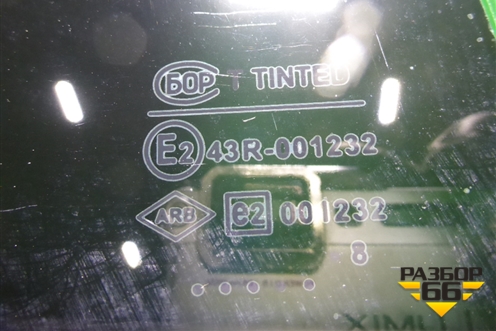 БОР T TINTED
E2 43R-001232
ARB e2 001232
8
РАЗБОР
66